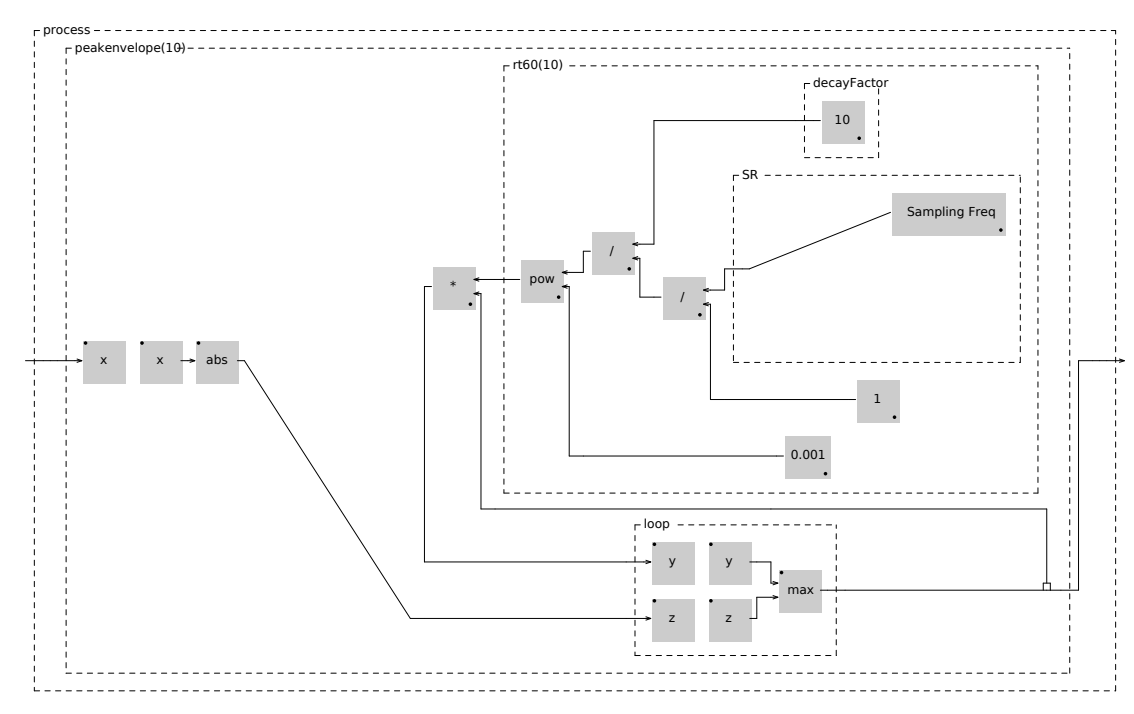 process
peakenvelope(10)
rt60(10)
decayFactor
10
SR
Sampling Freq
/
pow
*
/
x
x
abs
1
0.001
loop
y
y
max
z
z